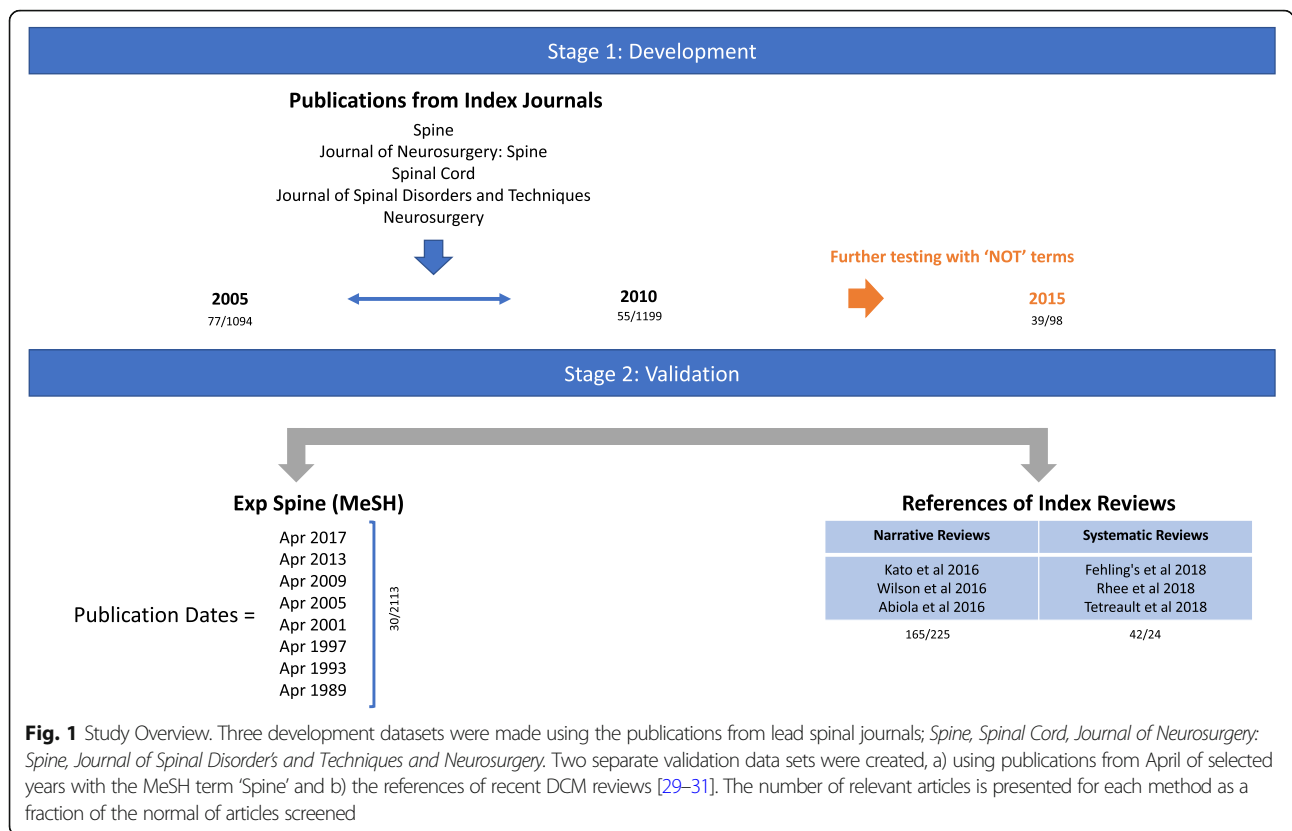 Stage 1: Development
Publications from Index Journals
Spine
Journal of Neurosurgery: Spine
Spinal Cord
Journal of Spinal Disorders and Techniques
Neurosurgery
Further testing with ‘NOT’ terms
2005
77/1094
2010
55/1199
2015
39/98
Stage 2: Validation
Exp Spine (MeSH)
Publication Dates =
Apr 2017
Apr 2013
Apr 2009
Apr 2005
Apr 2001
Apr 1997
Apr 1993
Apr 1989
30/2113
References of Index Reviews
Narrative Reviews
Kato et al 2016
Wilson et al 2016
Abiola et al 2016
165/225
Systematic Reviews
Fehling's et al 2018
Rhee et al 2018
Tetreault et al 2018
42/24
Fig. 1 Study Overview. Three development datasets were made using the publications from lead spinal journals; Spine, Spinal Cord, Journal of Neurosurgery:
Spine, Journal of Spinal Disorder's and Techniques and Neurosurgery. Two separate validation data sets were created, a) using publications from April of selected
years with the MeSH term ‘Spine’ and b) the references of recent DCM reviews [29–31]. The number of relevant articles is presented for each method as a
fraction of the normal of articles screened